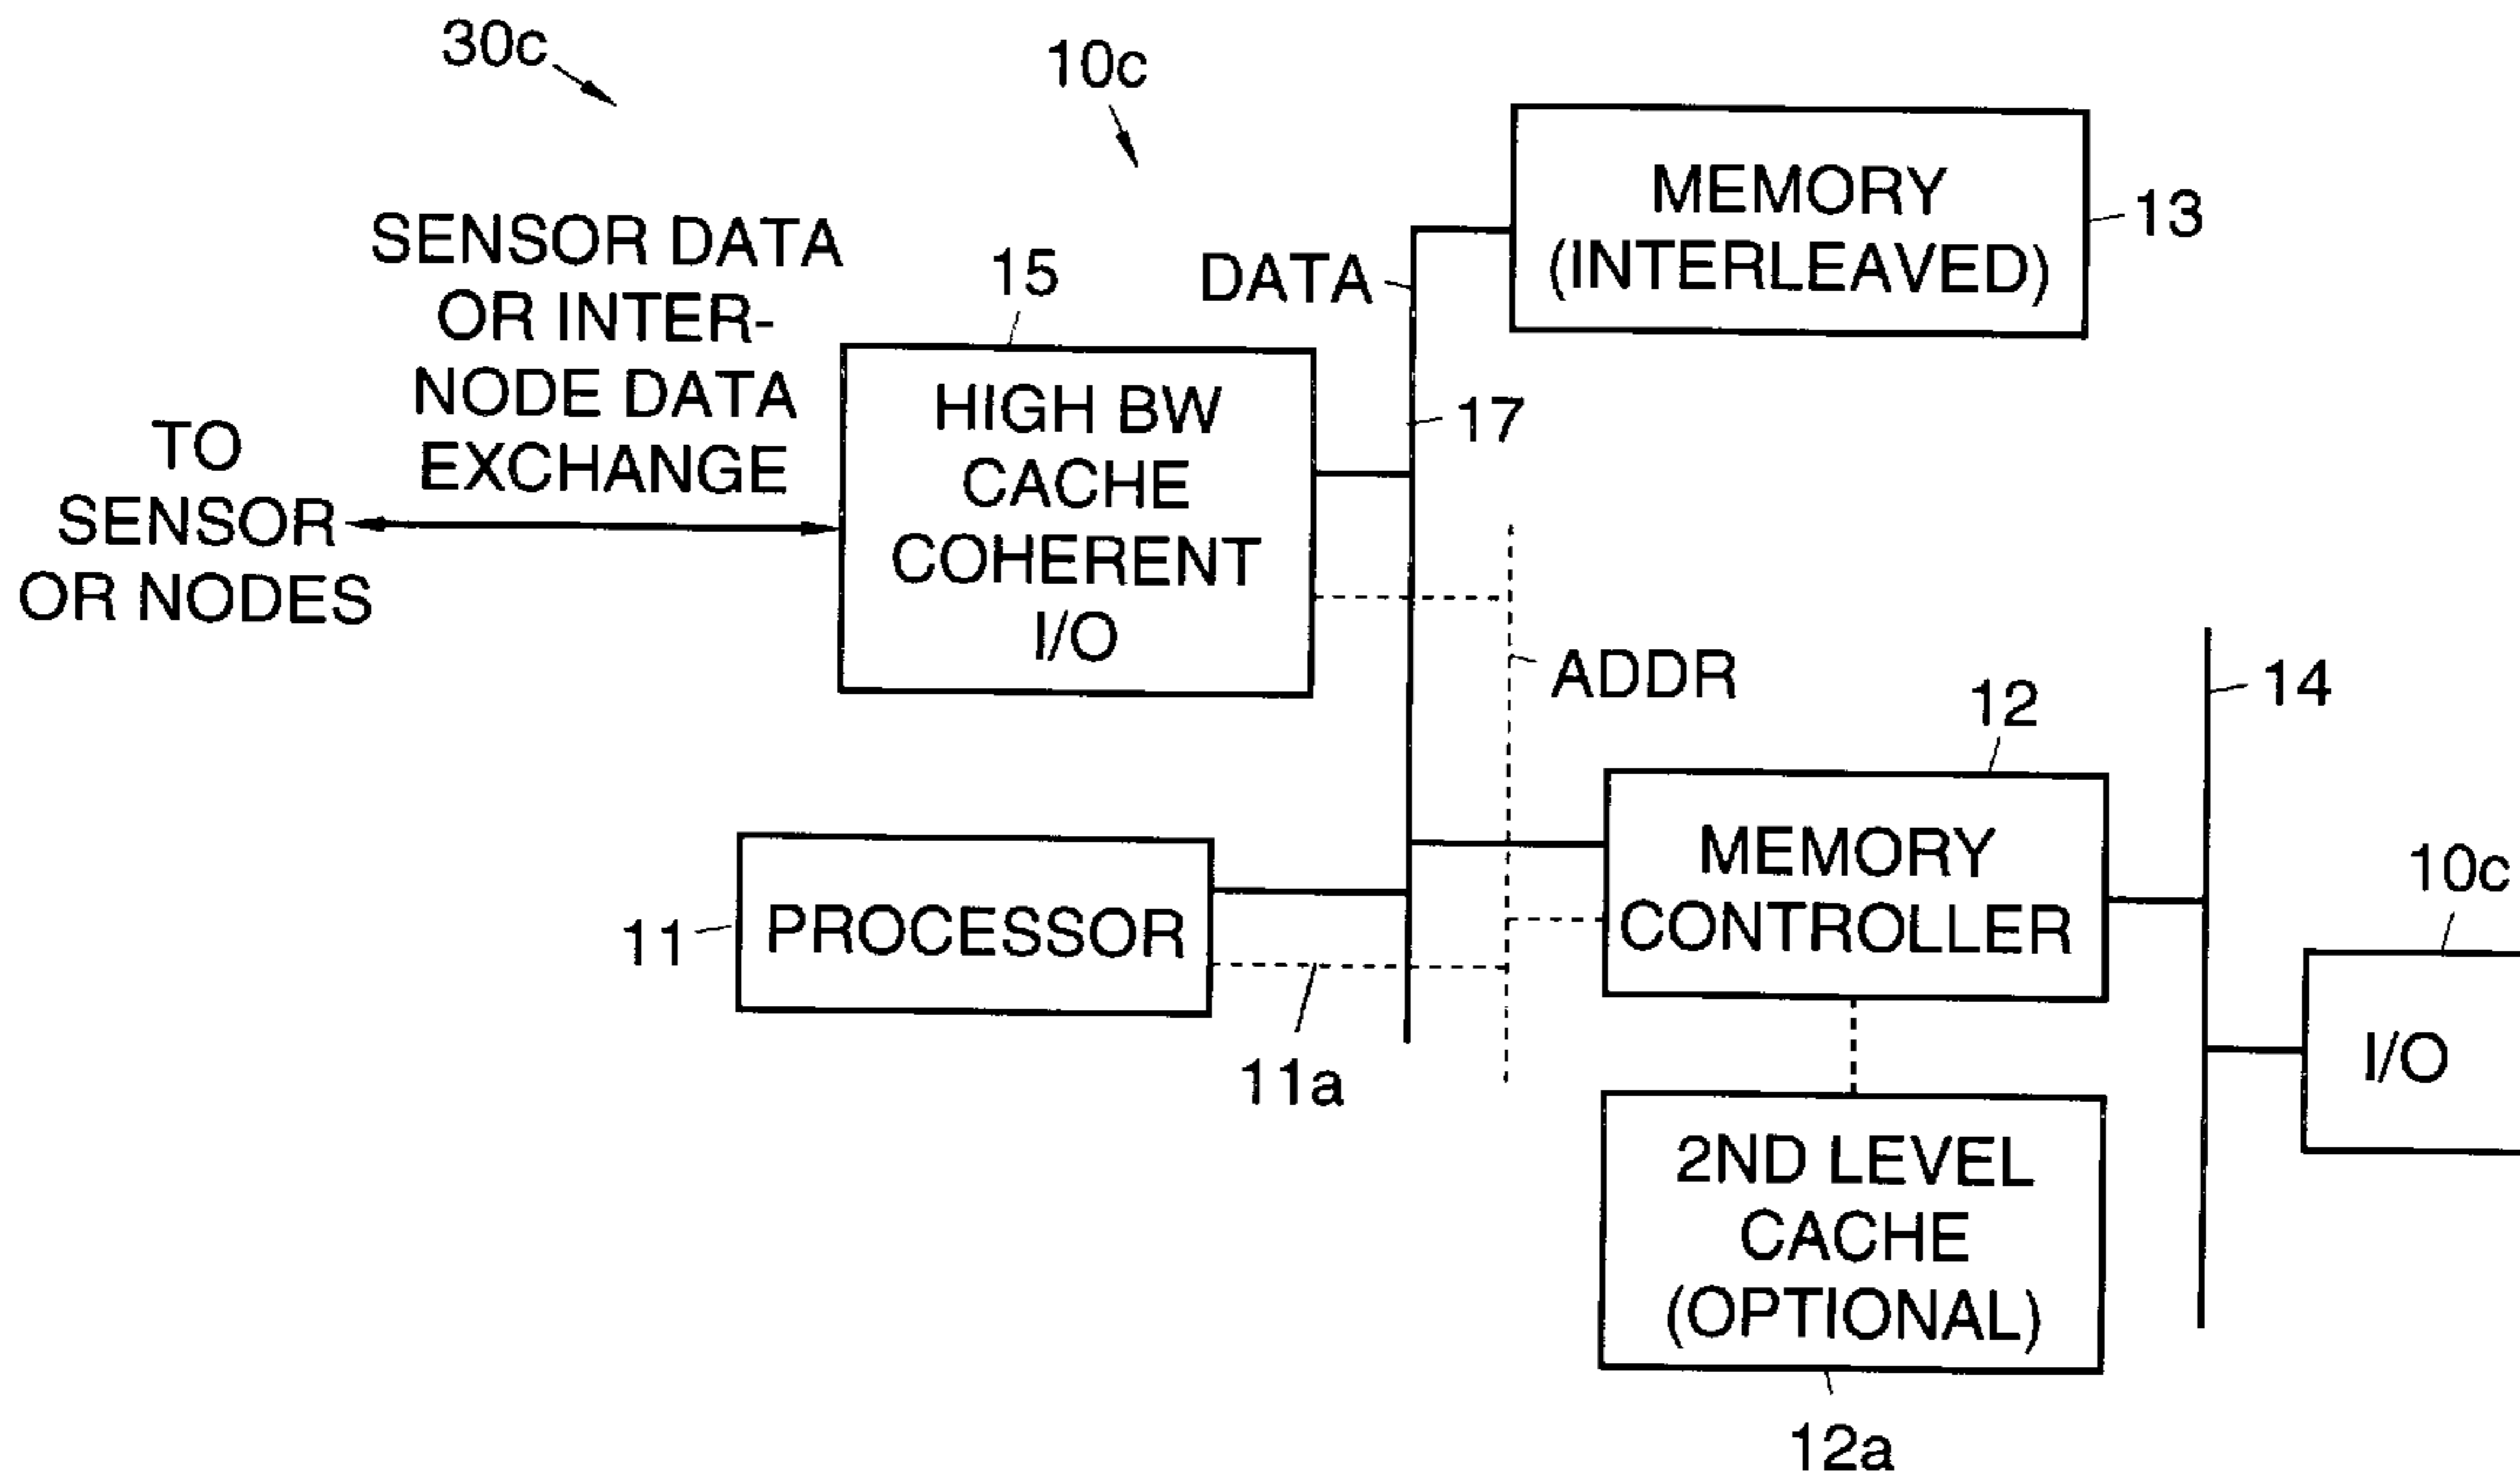 30c
10c
MEMORY
(INTERLEAVED)
13
SENSOR DATA
OR INTER-
NODE DATA
EXCHANGE
15
DATA
HIGH BW
CACHE
COHERENT
I/O
17
TO
SENSOR
OR NODES
ADDR
12
14
MEMORY
CONTROLLER
10c
11
PROCESSOR
I/O
11a
2ND LEVEL
CACHE
(OPTIONAL)
12a